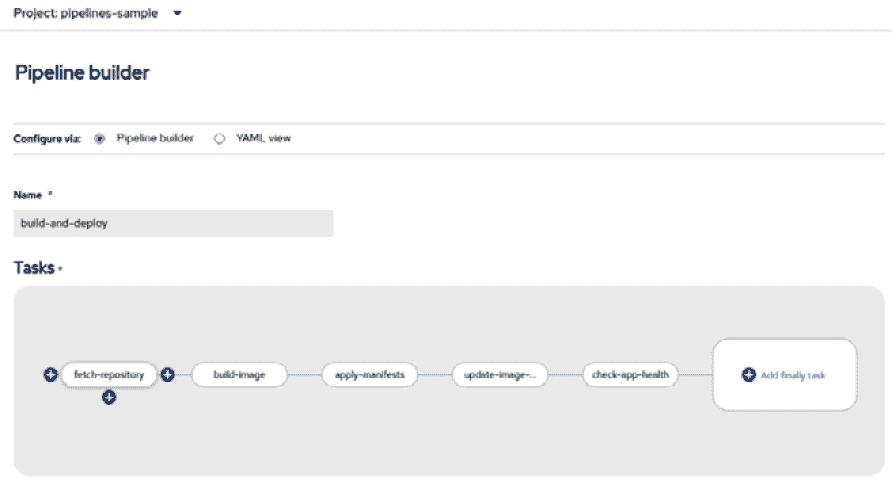 Project: pipelines-sample
Pipeline builder
Configure via: Pipeline builder YAML view
Name *
build-and-deploy
Tasks *
fetch-repository build-image apply-manifests update-image-... check-app-health Add finally task